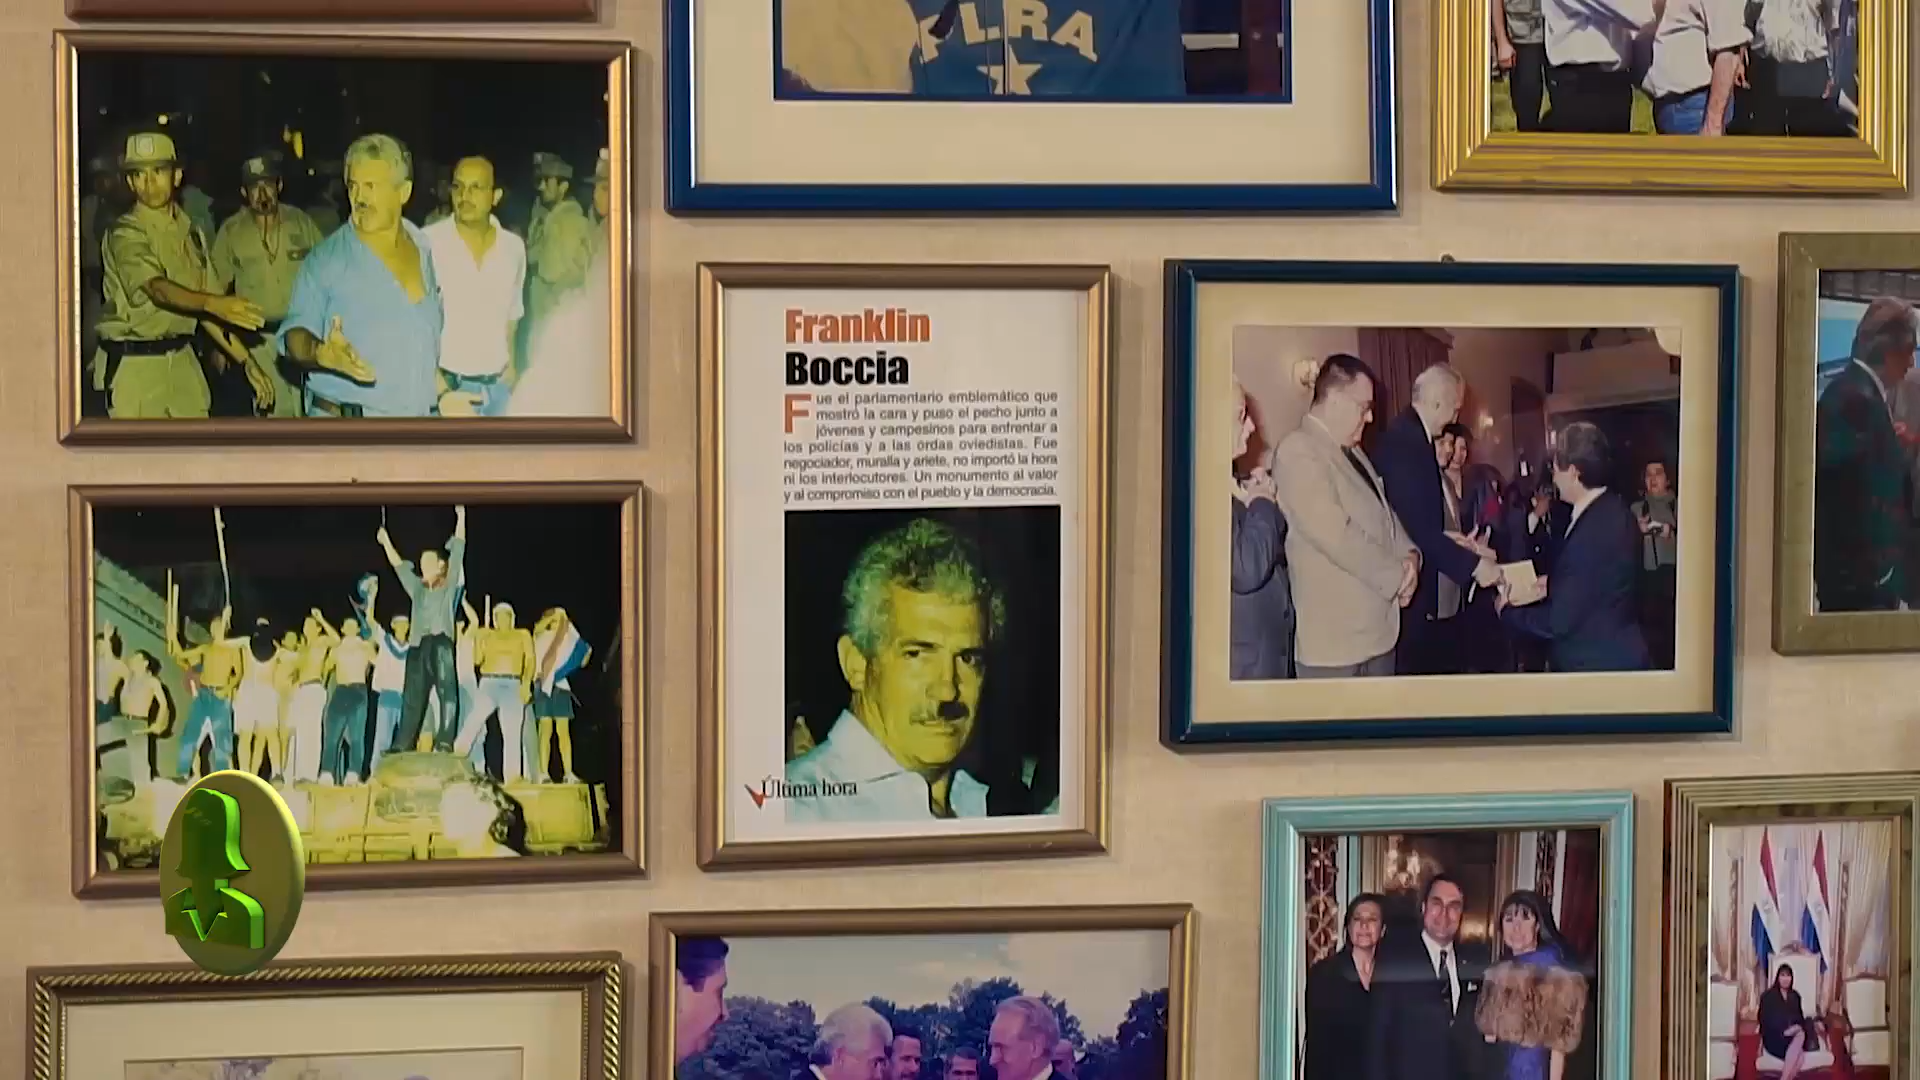 PLRA
Franklin
Boccia
Fue el parlamentario emblemático que
mostró la cara y puso el pecho junto a
jóvenes y campesinos para enfrentar a
los policías y a las ordas oviedistas. Fue
negociador, muralla y ariete, no importó la hora
ni los interlocutores. Un monumento al valor
y al compromiso con el pueblo y la democracia.
Última hora